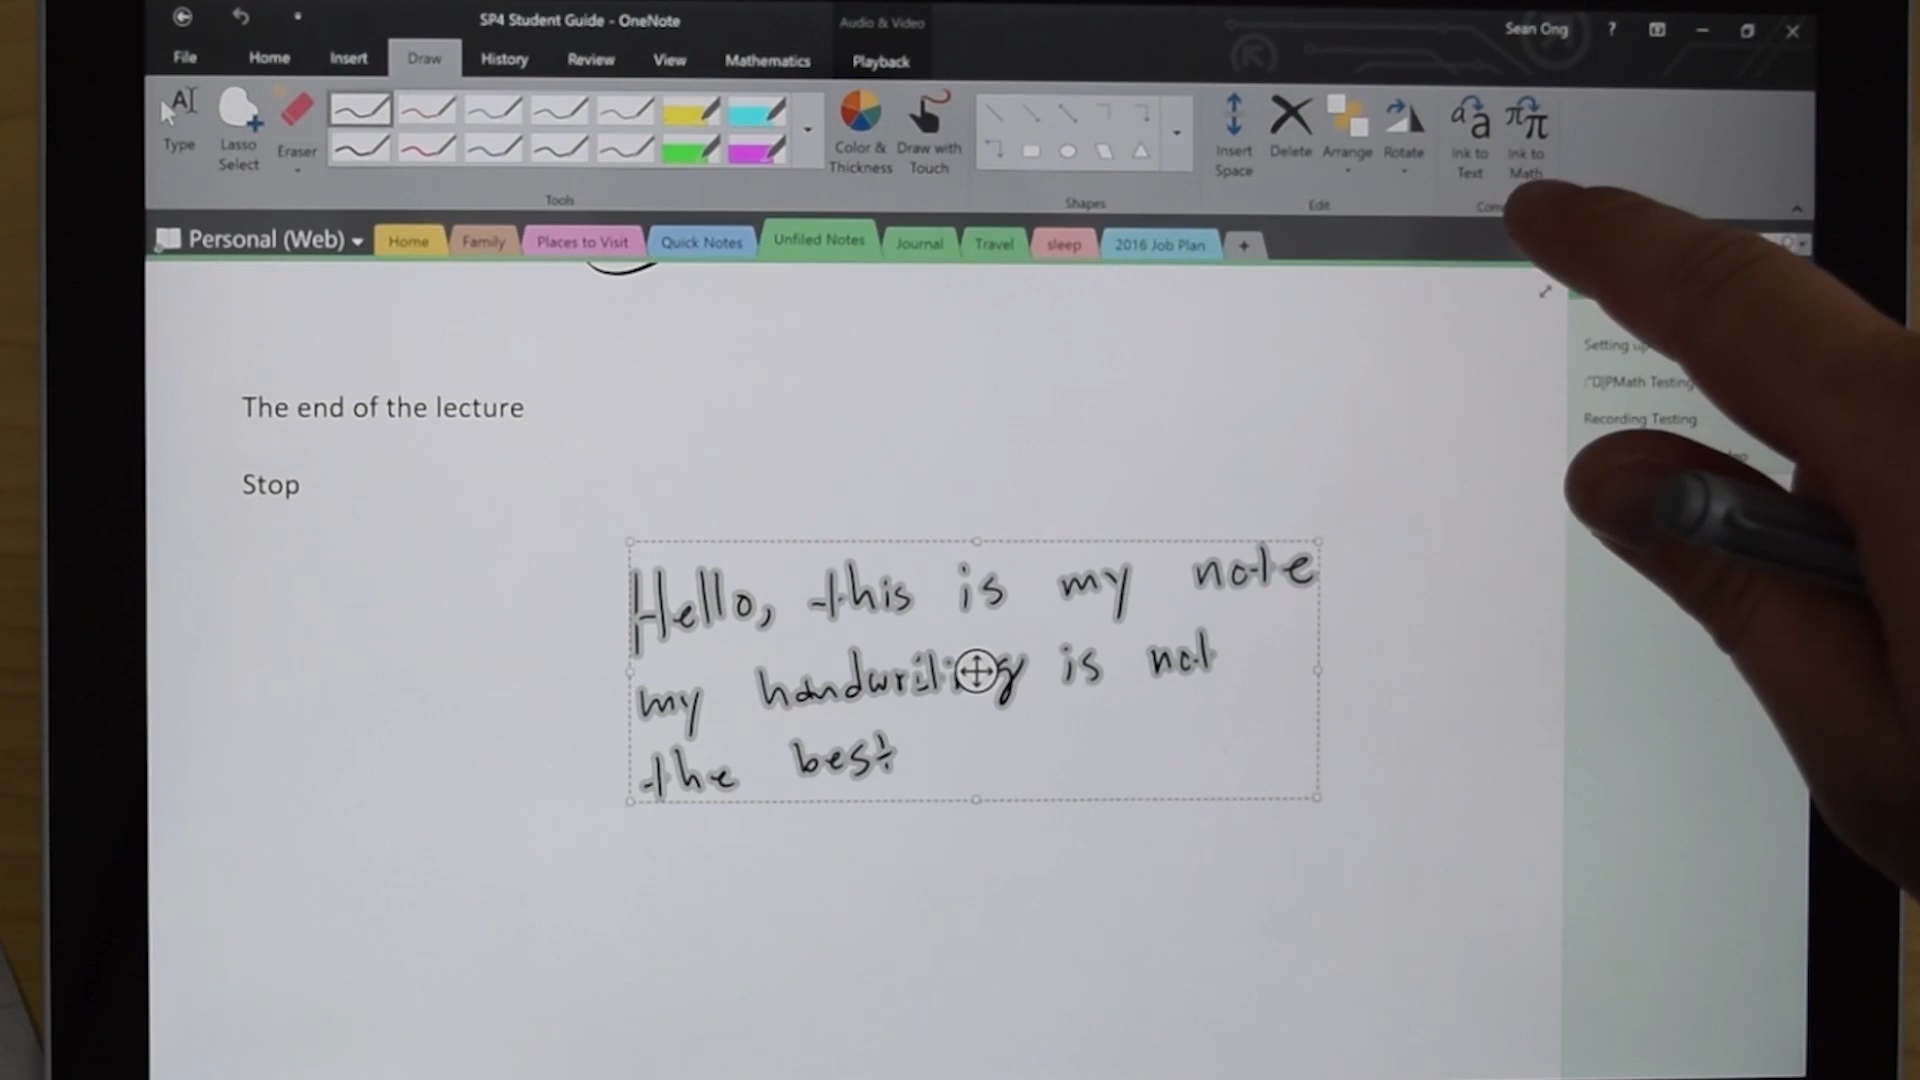 SP4 Student Guide - OneNote
Audio & Video
Sean Ong
?
File Home Insert Draw History Review View Mathematics Playback
Type
Lasso Select
Eraser
Color & Thickness
Draw with Touch
Insert Space
Delete
Arrange
Rotate
Ink to Text
Ink to Math
Tools
Shapes
Edit
Personal (Web)
Home Family Places to Visit Quick Notes Unfiled Notes Journal Travel sleep 2016 Job Plan +
Setting up
Math Testing
Recording Testing
The end of the lecture
Stop
Hello, this is my note
my handwriting is not
the best